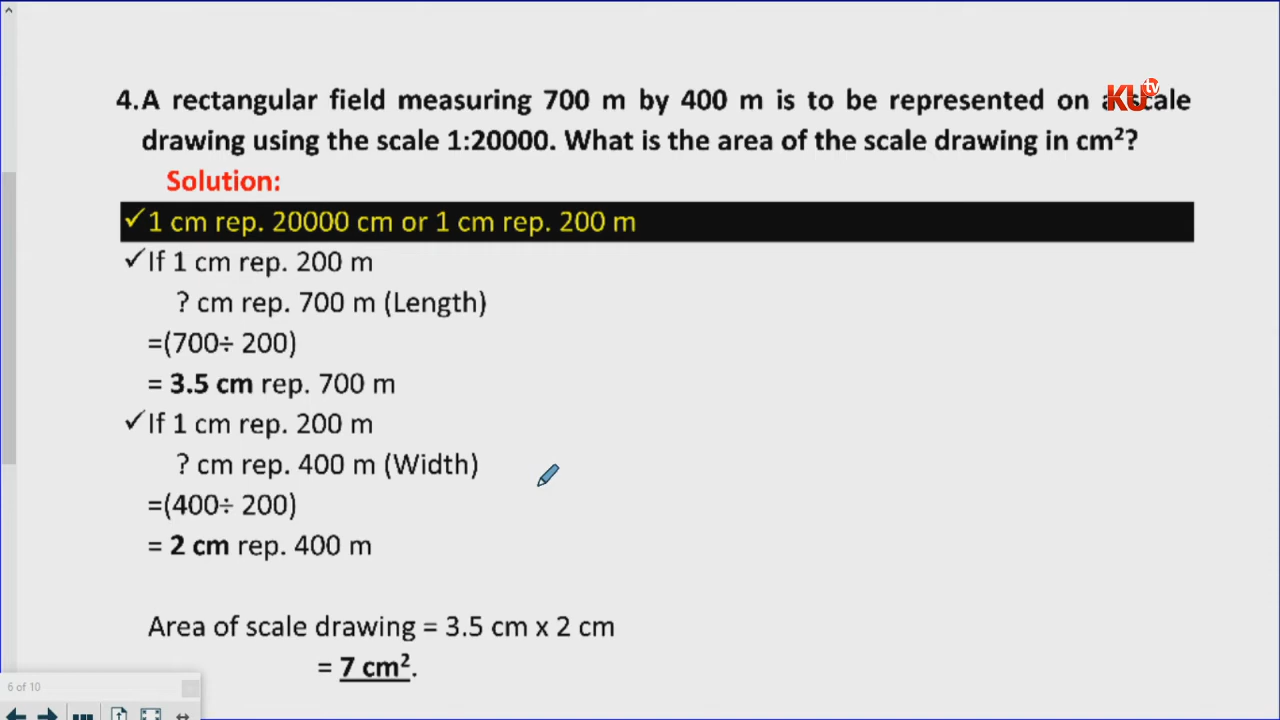 4. A rectangular field measuring 700 m by 400 m is to be represented on a scale
drawing using the scale 1:20000. What is the area of the scale drawing in cm²?
KU tv
Solution:
✓1 cm rep. 20000 cm or 1 cm rep. 200 m
✓If 1 cm rep. 200 m
? cm rep. 700 m (Length)
=(700÷ 200)
= 3.5 cm rep. 700 m
✓If 1 cm rep. 200 m
? cm rep. 400 m (Width)
=(400÷ 200)
= 2 cm rep. 400 m
Area of scale drawing = 3.5 cm x 2 cm
= 7 cm².
6 of 10